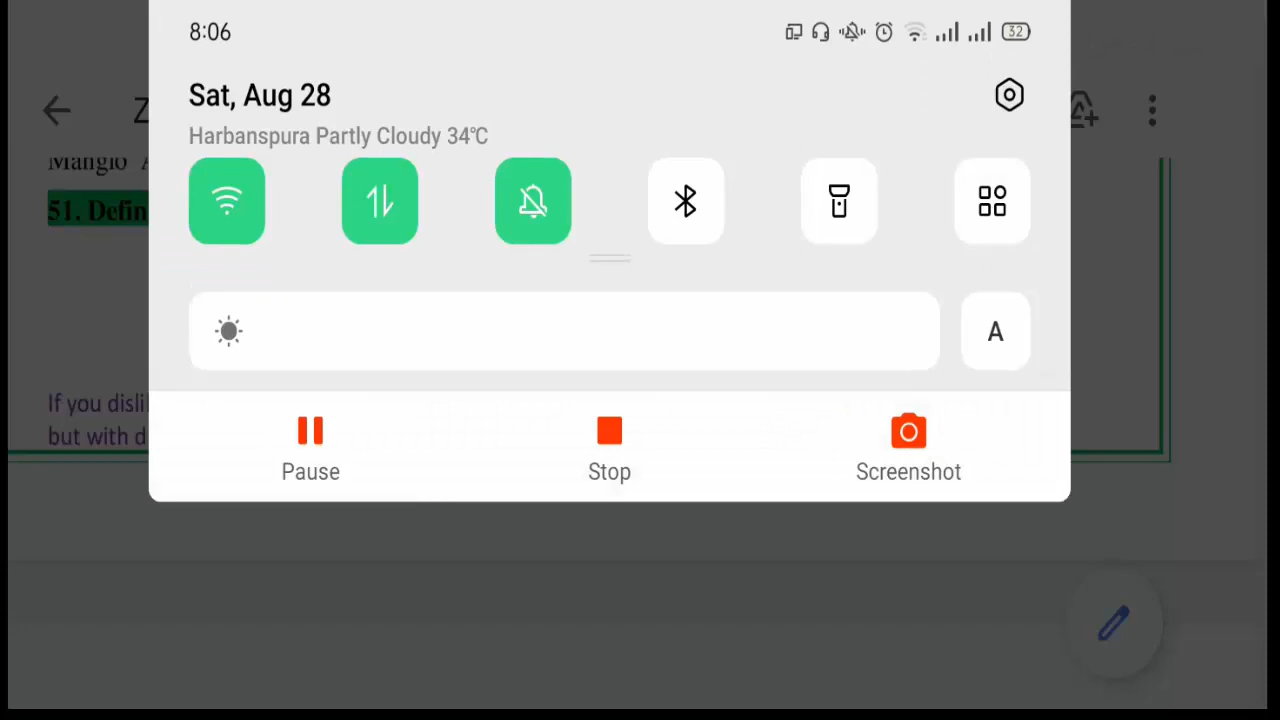 8:06
32
Sat, Aug 28
Harbanspura Partly Cloudy 34°C
A
51. Defin
If you disli
but with d
Pause
Stop
Screenshot